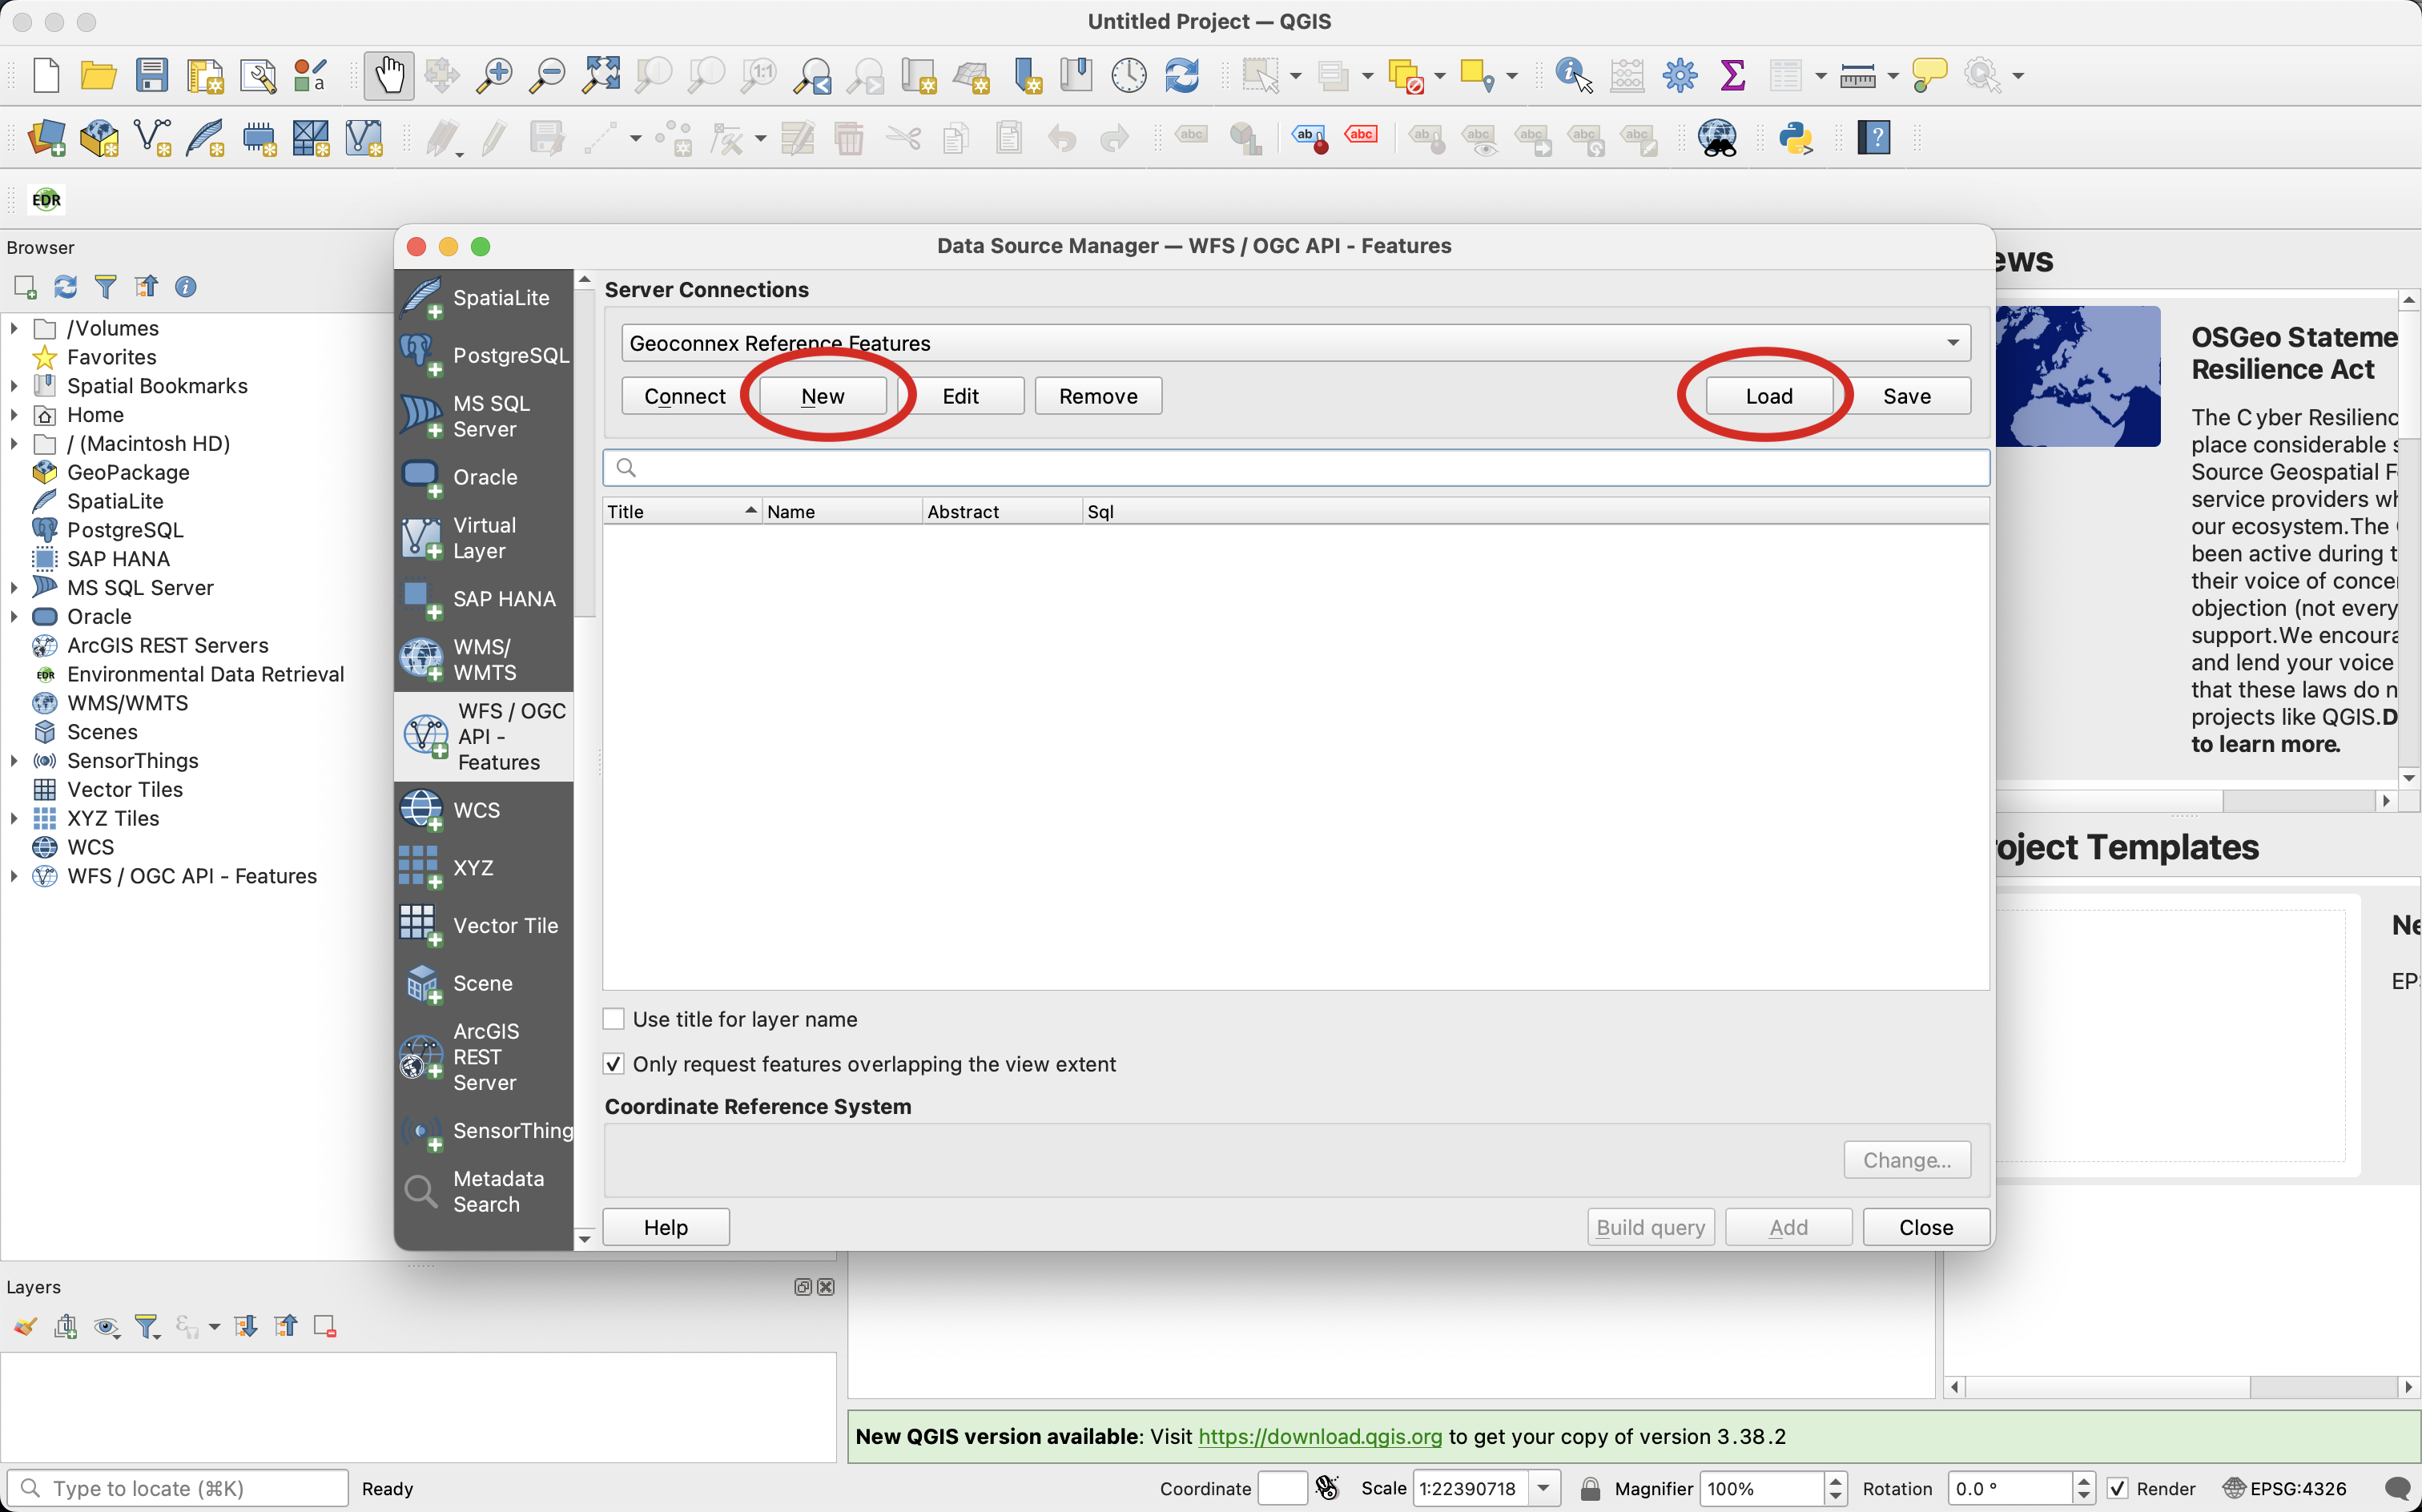 Untitled Project — QGIS
EDR
Browser
/Volumes
Favorites
Spatial Bookmarks
Home
/ (Macintosh HD)
GeoPackage
SpatiaLite
PostgreSQL
SAP HANA
MS SQL Server
Oracle
ArcGIS REST Servers
EDR Environmental Data Retrieval
WMS/WMTS
Scenes
SensorThings
Vector Tiles
XYZ Tiles
WCS
WFS / OGC API - Features
Data Source Manager — WFS / OGC API - Features
SpatiaLite
PostgreSQL
MS SQL
Server
Oracle
Virtual
Layer
SAP HANA
WMS/
WMTS
WFS / OGC
API -
Features
WCS
XYZ
Vector Tile
Scene
ArcGIS
REST
Server
SensorThing
Metadata
Search
Server Connections
Geoconnex Reference Features
Connect New Edit Remove Load Save
Title Name Abstract Sql
Use title for layer name
Only request features overlapping the view extent
Coordinate Reference System
Change...
Help Build query Add Close
ews
OSGeo Stateme
Resilience Act
The Cyber Resilienc
place considerable s
Source Geospatial F
service providers wh
our ecosystem.The
been active during t
their voice of conce
objection (not every
support.We encoura
and lend your voice
that these laws do n
projects like QGIS.D
to learn more.
oject Templates
Ne
EP
Layers
New QGIS version available: Visit https://download.qgis.org to get your copy of version 3.38.2
Type to locate (⌘K) Ready Coordinate Scale 1:22390718 Magnifier 100% Rotation 0.0 ° Render EPSG:4326